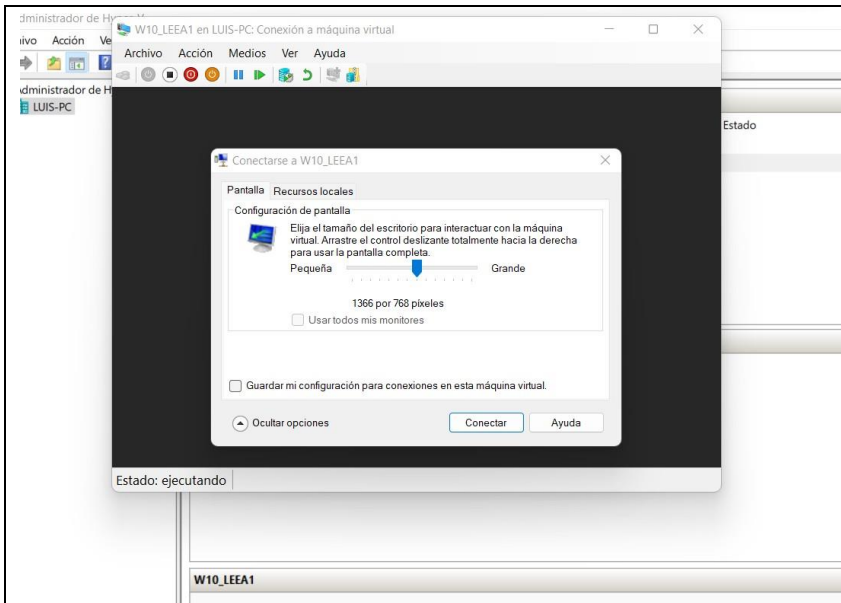 dministrador de Hyper-V
W10_LEEA1 en LUIS-PC: Conexión a máquina virtual
ivo Acción Ve
Archivo Acción Medios Ver Ayuda
dministrador de H
LUIS-PC
Estado
Conectarse a W10_LEEA1
Pantalla Recursos locales
Configuración de pantalla
Elija el tamaño del escritorio para interactuar con la máquina
virtual. Arrastre el control deslizante totalmente hacia la derecha
para usar la pantalla completa.
Pequeña Grande
1366 por 768 píxeles
Usar todos mis monitores
Guardar mi configuración para conexiones en esta máquina virtual.
Ocultar opciones Conectar Ayuda
Estado: ejecutando
W10_LEEA1